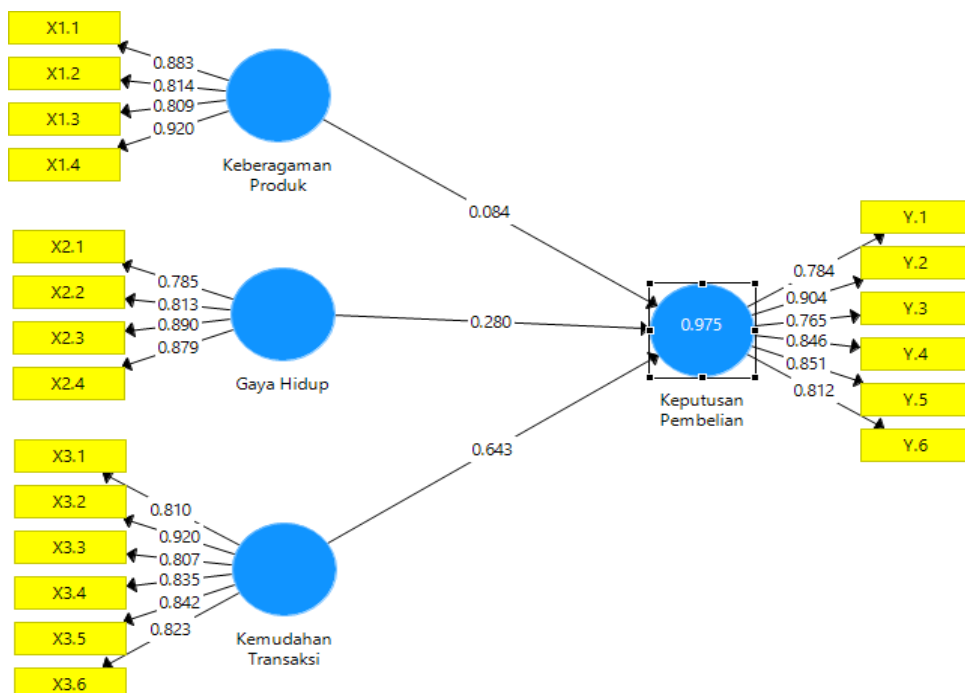 X1.1
X1.2
X1.3
X1.4
0.883
0.814
0.809
0.920
Keberagaman
Produk
0.084
X2.1
X2.2
X2.3
X2.4
0.785
0.813
0.890
0.879
Gaya Hidup
0.280
X3.1
X3.2
X3.3
X3.4
X3.5
X3.6
0.810
0.920
0.807
0.835
0.842
0.823
Kemudahan
Transaksi
0.643
0.975
Keputusan
Pembelian
0.784
0.904
0.765
0.846
0.851
0.812
Y.1
Y.2
Y.3
Y.4
Y.5
Y.6